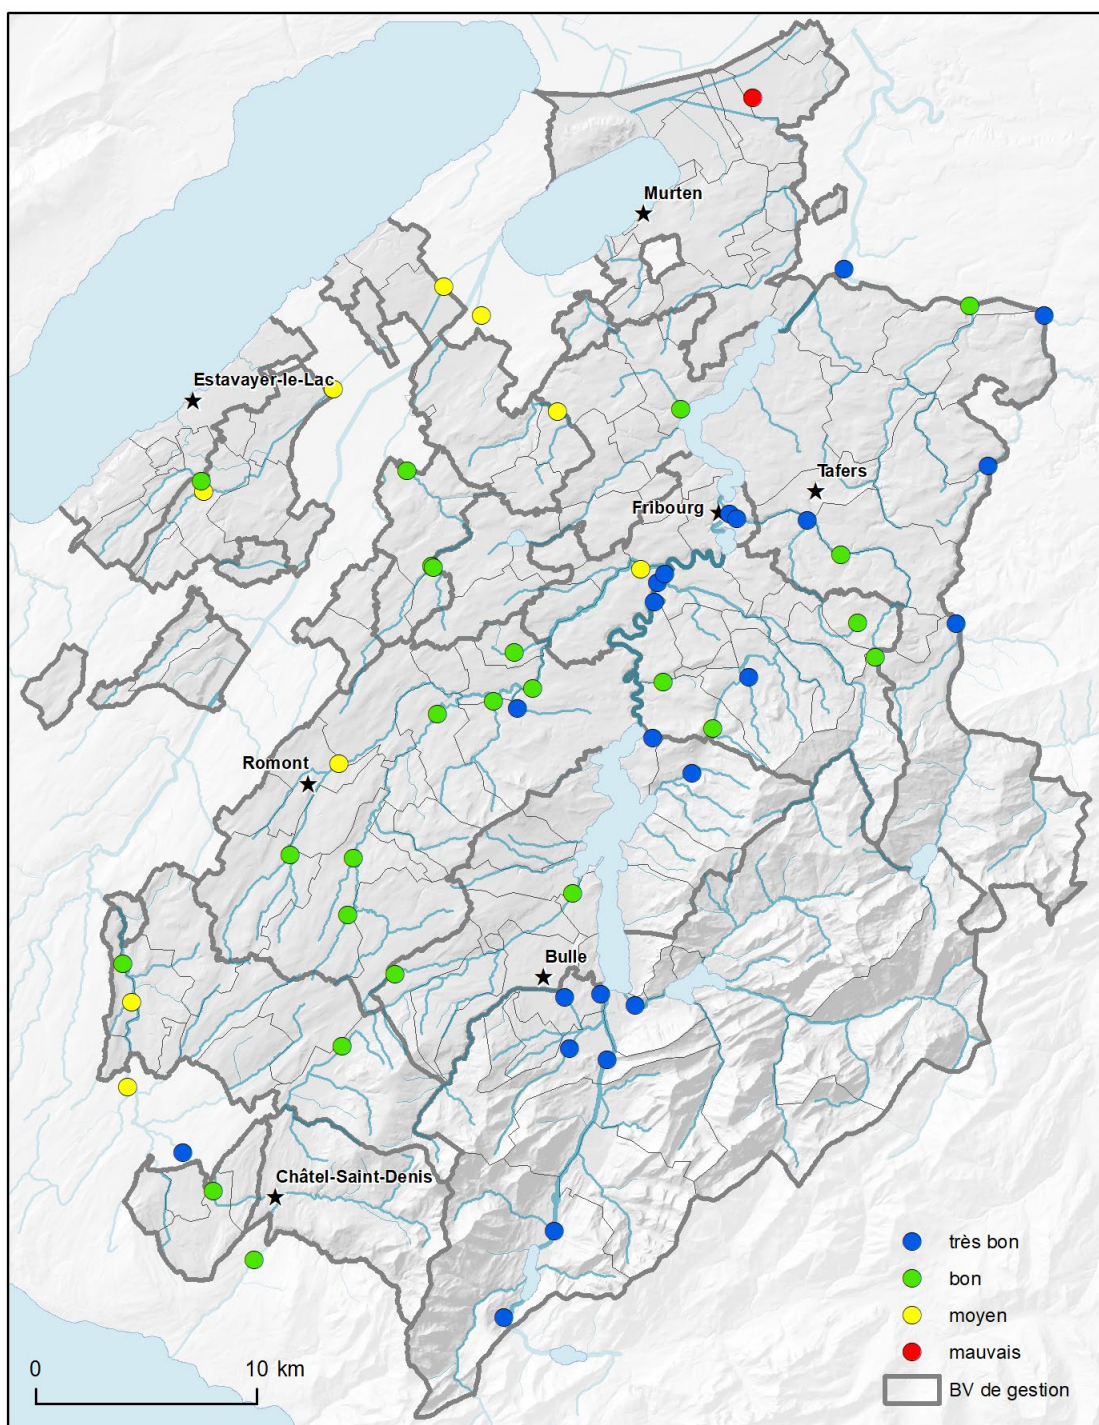 Murten
Estavayer-le-Lac
Tafers
Fribourg
Romont
Bulle
Châtel-Saint-Denis
très bon
bon
moyen
mauvais
BV de gestion
0 10 km